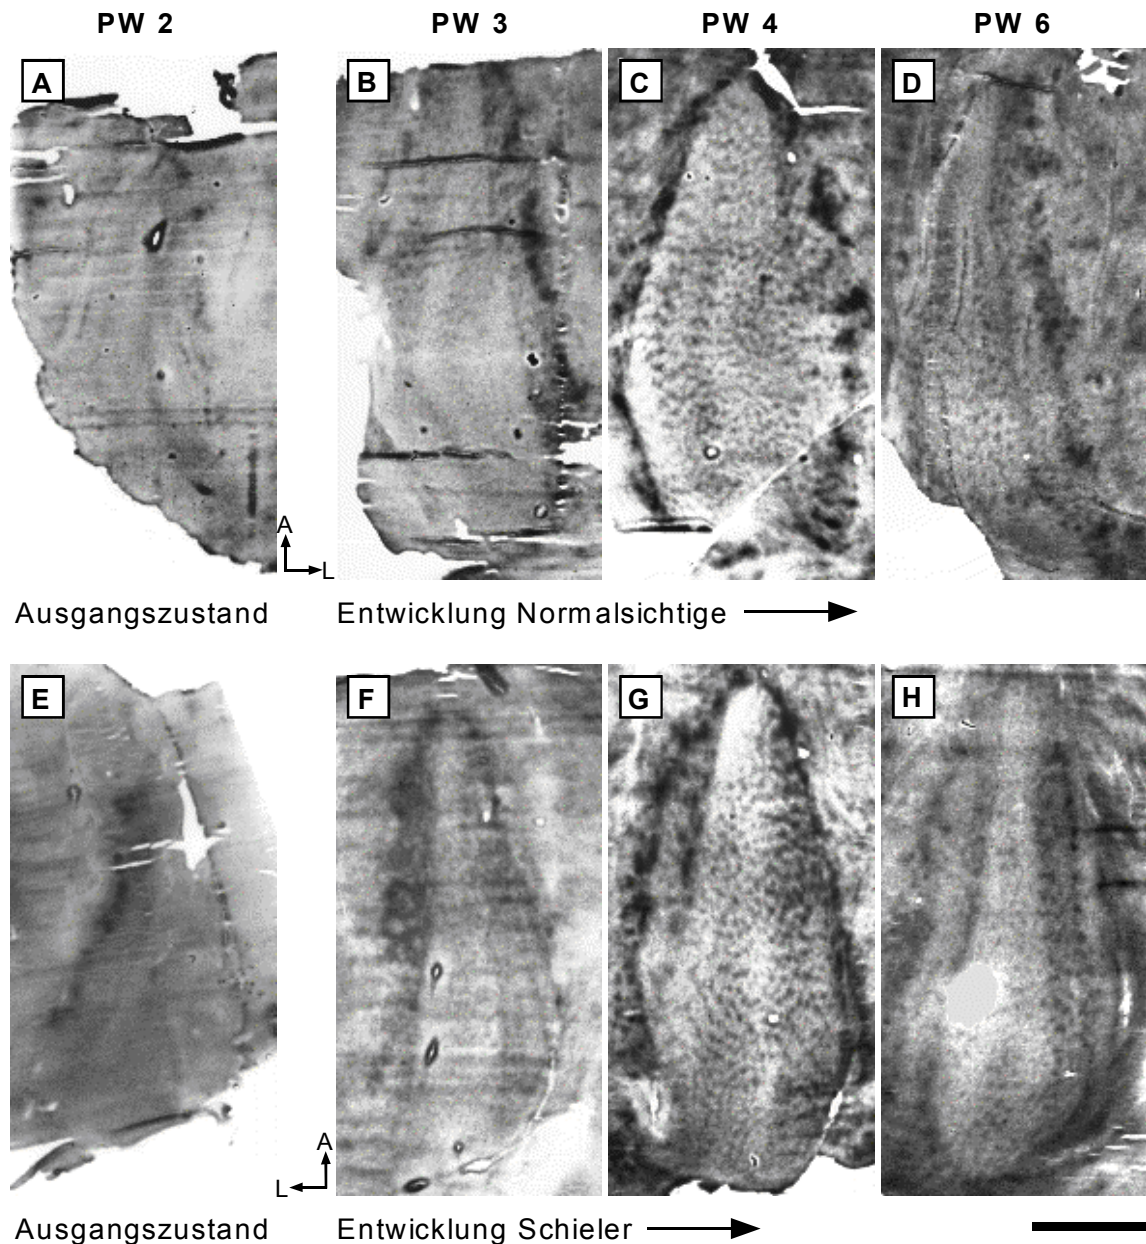 PW 2 PW 3 PW 4 PW 6
A B C D
A
L
Ausgangszustand Entwicklung Normalsichtige
E F G H
A
L
Ausgangszustand Entwicklung Schieler